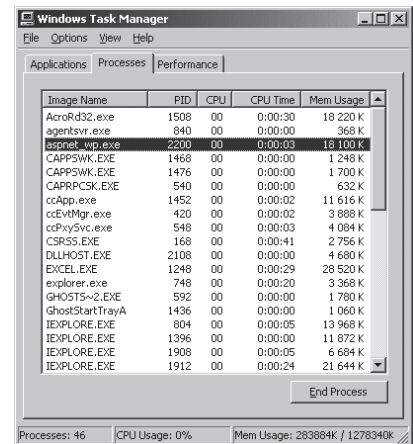 Windows Task Manager
File Options View Help
Applications Processes Performance
Image Name PID CPU CPU Time Mem Usage
AcroRd32.exe 1508 00 0:00:30 18 220 K
agentsvr.exe 840 00 0:00:00 368 K
aspnet_wp.exe 2200 00 0:00:03 18 100 K
CAPPSWK.EXE 1468 00 0:00:00 1 248 K
CAPPSWK.EXE 1476 00 0:00:00 1 700 K
CAPRPCSK.EXE 540 00 0:00:00 632 K
ccApp.exe 1452 00 0:00:02 11 616 K
ccEvtMgr.exe 420 00 0:00:02 3 888 K
ccPxySvc.exe 548 00 0:00:03 4 084 K
CSRSS.EXE 168 00 0:00:41 2 756 K
DLLHOST.EXE 2108 00 0:00:00 4 680 K
EXCEL.EXE 1248 00 0:00:29 28 520 K
explorer.exe 748 00 0:00:20 3 368 K
GHOSTS~2.EXE 592 00 0:00:00 1 780 K
GhostStartTrayA 1436 00 0:00:00 1 060 K
IEXPLORE.EXE 804 00 0:00:05 13 968 K
IEXPLORE.EXE 1396 00 0:00:00 11 872 K
IEXPLORE.EXE 1908 00 0:00:05 6 684 K
IEXPLORE.EXE 1912 00 0:00:24 21 644 K
End Process
Processes: 46 CPU Usage: 0% Mem Usage: 283884K / 1278340K